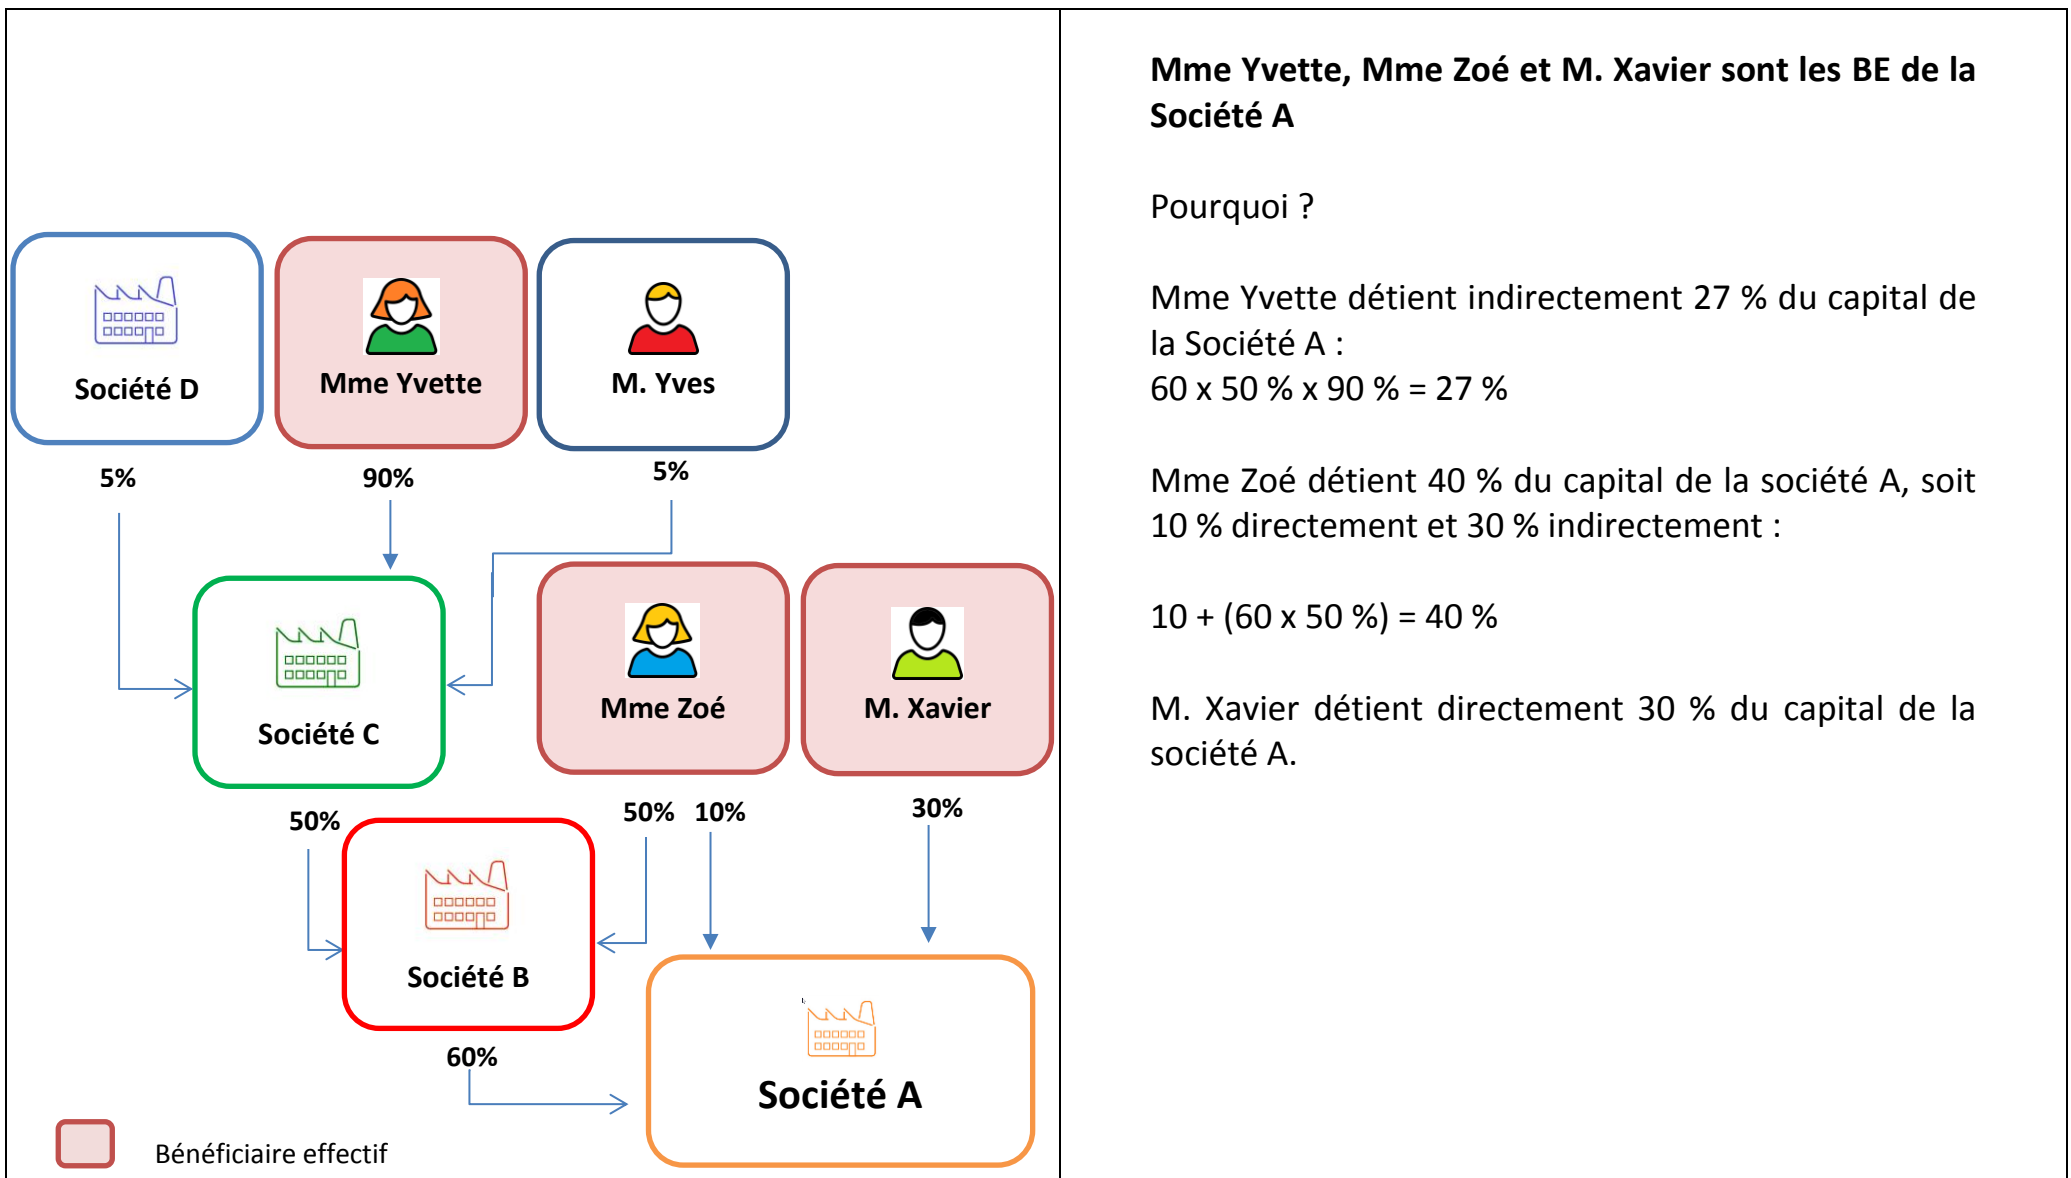 Société D
Mme Yvette
M. Yves
5%
90%
5%
Société C
Mme Zoé
M. Xavier
50%
50%
10%
30%
Société B
60%
Société A
Bénéficiaire effectif
Mme Yvette, Mme Zoé et M. Xavier sont les BE de la
Société A
Pourquoi ?
Mme Yvette détient indirectement 27 % du capital de
la Société A :
60 x 50 % x 90 % = 27 %
Mme Zoé détient 40 % du capital de la société A, soit
10 % directement et 30 % indirectement :
10 + (60 x 50 %) = 40 %
M. Xavier détient directement 30 % du capital de la
société A.